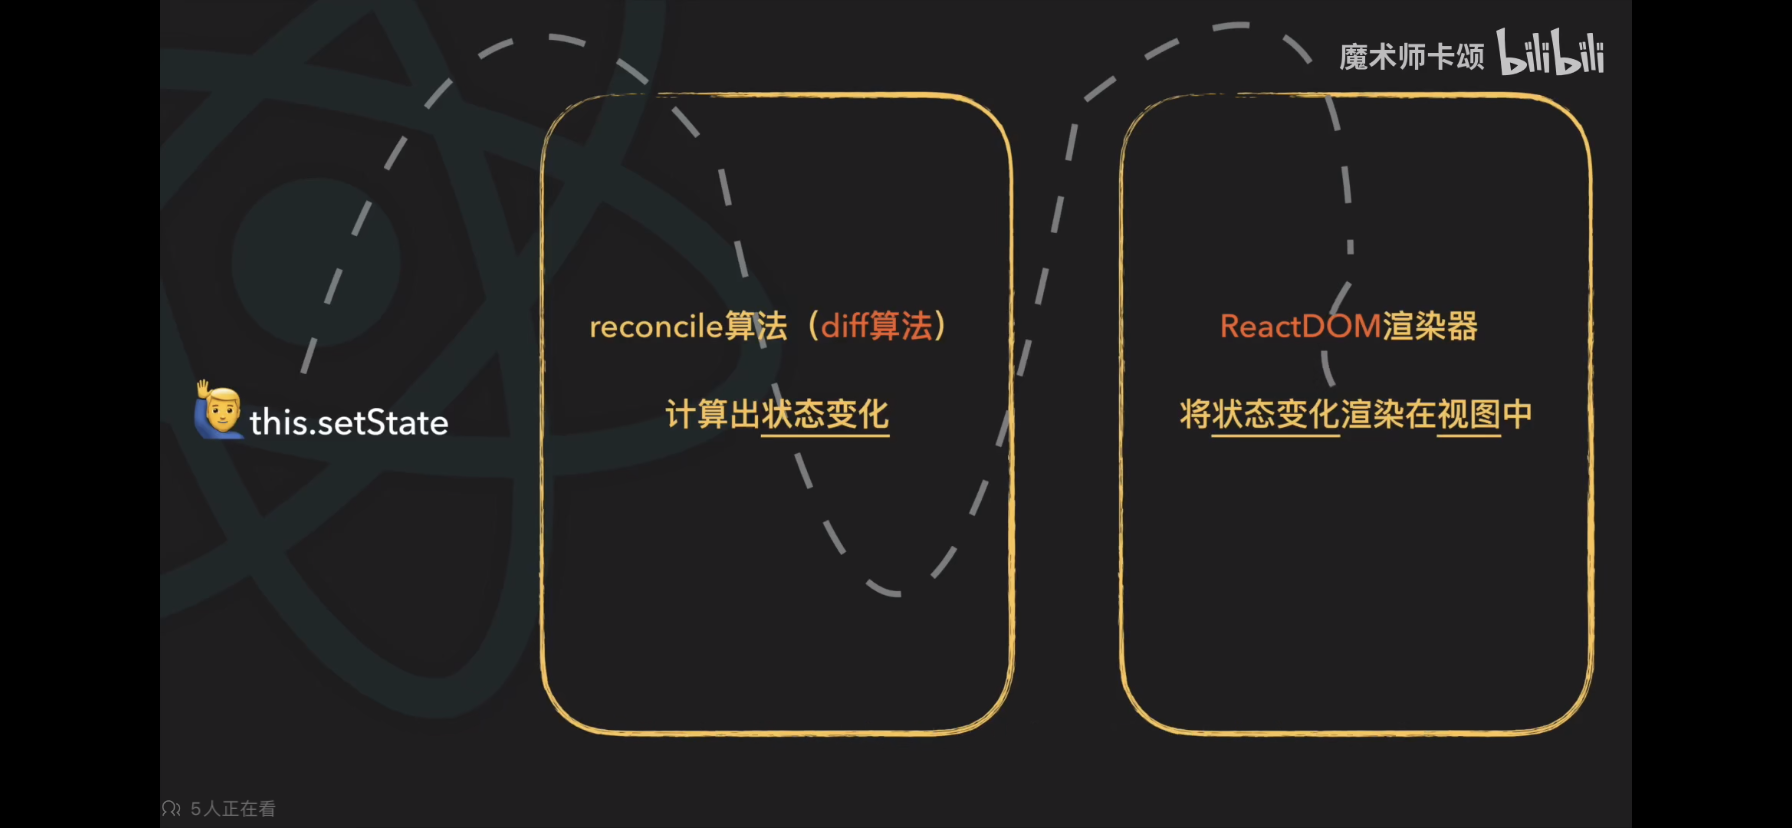 魔术师卡颂 bilibili
this.setState
reconcile算法（diff算法）
计算出状态变化
ReactDOM渲染器
将状态变化渲染在视图中
5人正在看